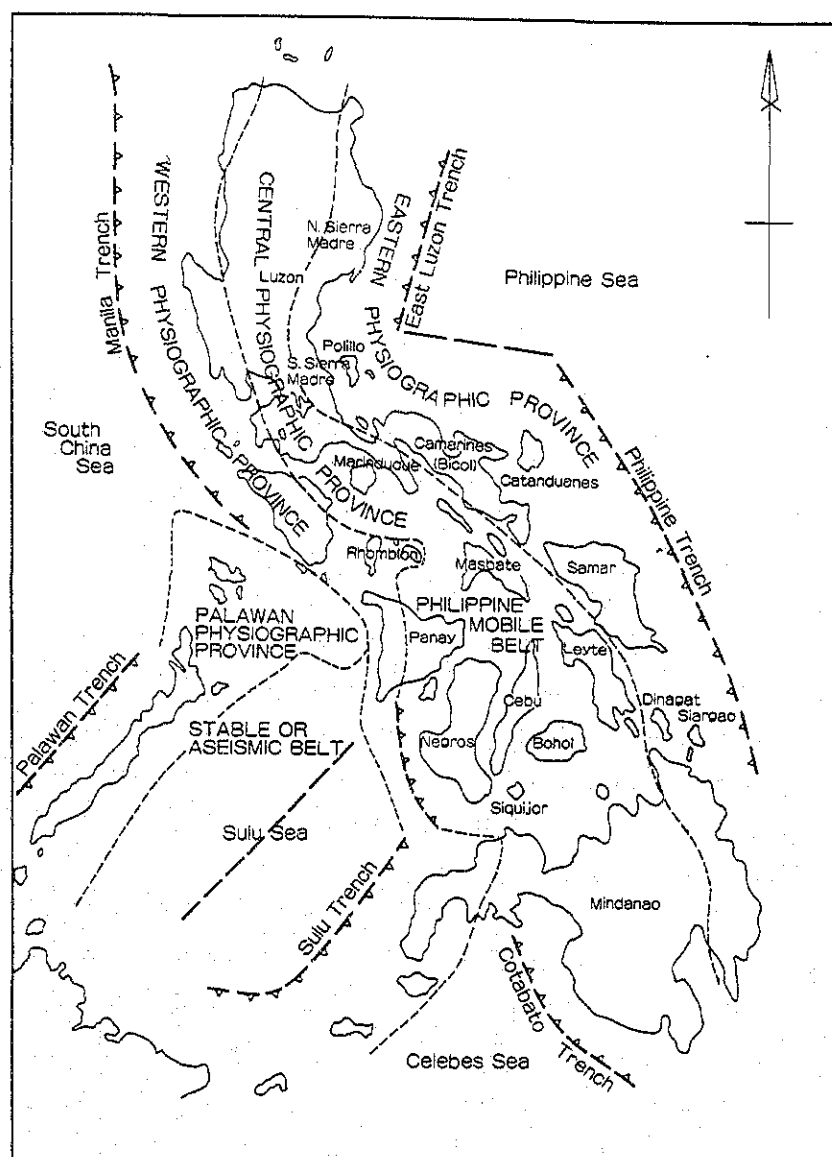 WESTERN PHYSIOGRAPHIC PROVINCE
CENTRAL PHYSIOGRAPHIC PROVINCE
EASTERN PHYSIOGRAPHIC PROVINCE
Manila Trench
East Luzon Trench
N. Sierra
Madre
Luzon
Philippine Sea
Polillo
S. Sierra
Madre
South
China
Sea
Camarines
(Bicol)
Marinduque
Catanduenes
Philippine Trench
Rhomblon
Masbate
Samar
PALAWAN
PHYSIOGRAPHIC
PROVINCE
PHILIPPINE
MOBILE
BELT
Panay
Leyte
Palawan Trench
Cebu
Dinagat
Siargao
STABLE OR
ASEISMIC BELT
Negros
Bohol
Siquijor
Sulu Sea
Sulu Trench
Mindanao
Cotabato
Trench
Celebes Sea